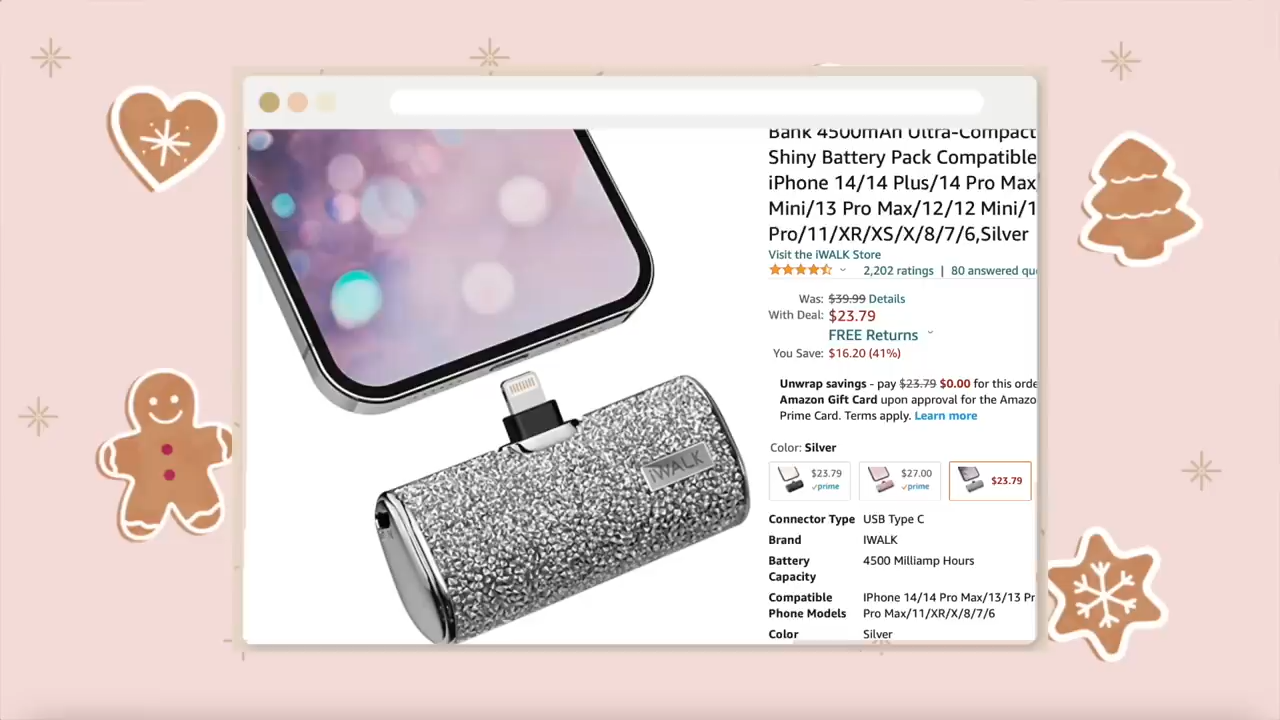 Bank 4500mAh Ultra-Compact
Shiny Battery Pack Compatible
iPhone 14/14 Plus/14 Pro Max
Mini/13 Pro Max/12/12 Mini/1
Pro/11/XR/XS/X/8/7/6,Silver
Visit the iWALK Store
2,202 ratings | 80 answered qu
Was: $39.99 Details
With Deal: $23.79
FREE Returns
You Save: $16.20 (41%)
Unwrap savings - pay $23.79 $0.00 for this orde
Amazon Gift Card upon approval for the Amazo
Prime Card. Terms apply. Learn more
Color: Silver
$23.79 $27.00 $23.79
prime prime
Connector Type USB Type C
Brand IWALK
Battery Capacity 4500 Milliamp Hours
Compatible Phone Models IPhone 14/14 Pro Max/13/13 Pr
Pro Max/11/XR/X/8/7/6
Color Silver
iWALK